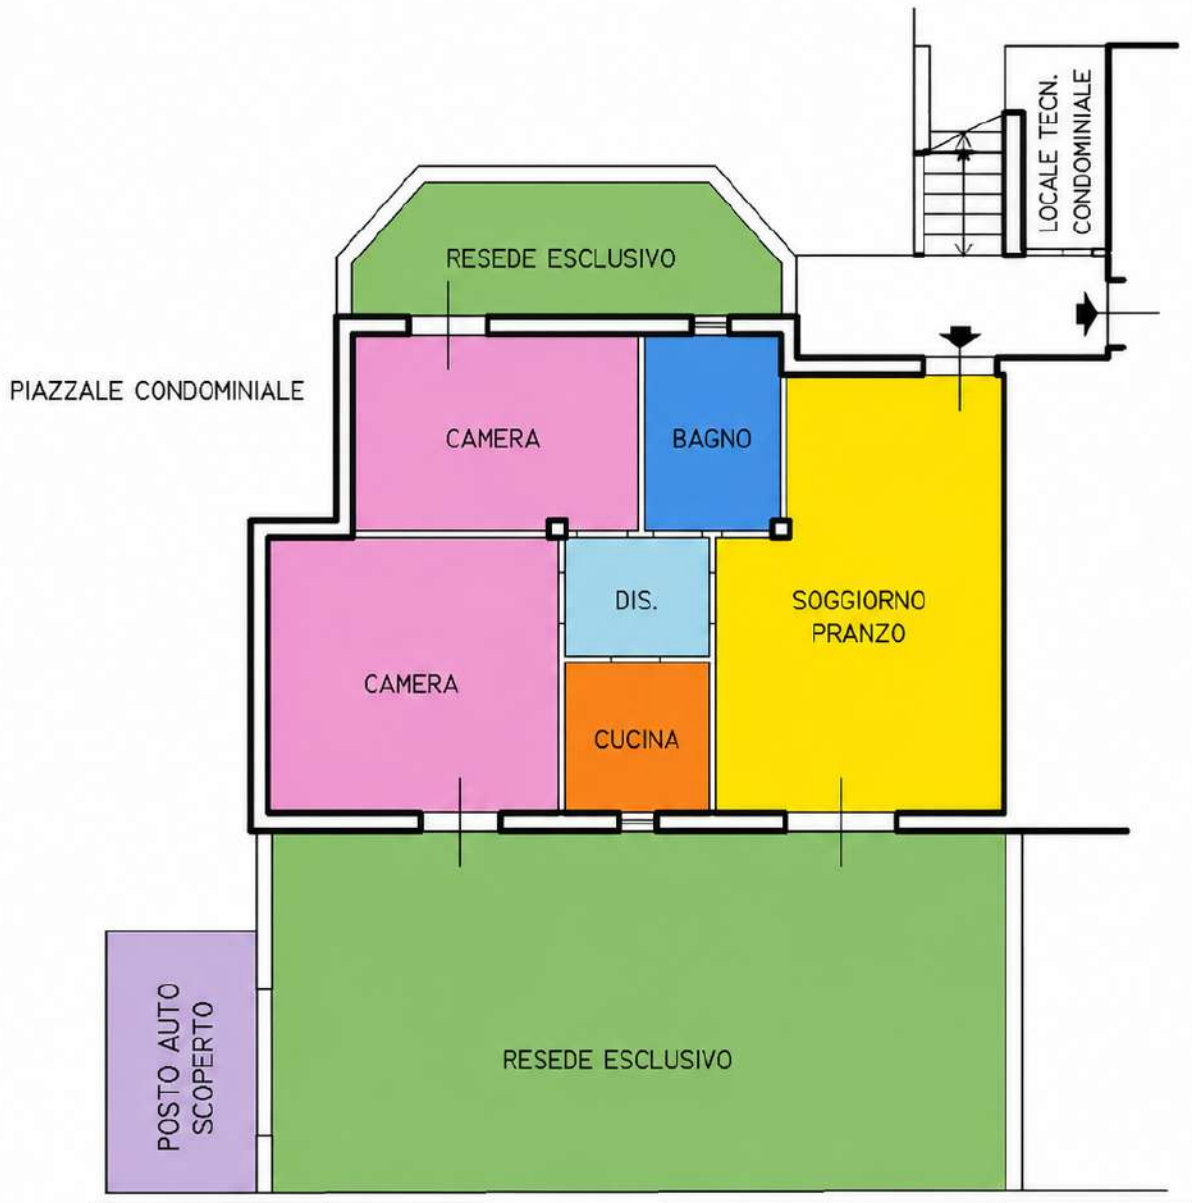 LOCALE TECN.
CONDOMINIALE
RESEDE ESCLUSIVO
PIAZZALE CONDOMINIALE
CAMERA
BAGNO
DIS.
SOGGIORNO
PRANZO
CAMERA
CUCINA
POSTO AUTO
SCOPERTO
RESEDE ESCLUSIVO